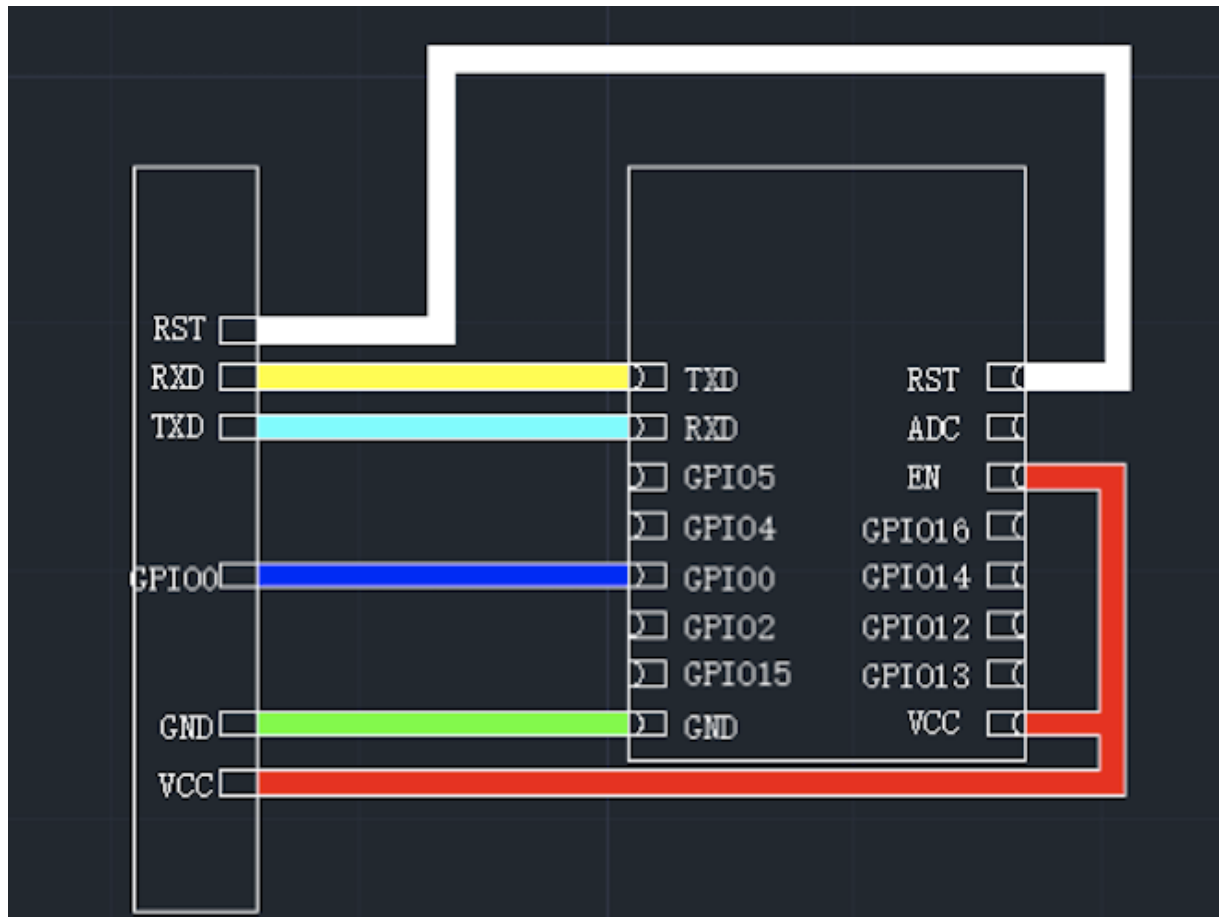 RST
RXD
TXD
GPIO0
GND
VCC
TXD
RXD
GPIO5
GPIO4
GPIO0
GPIO2
GPIO15
GND
RST
ADC
EN
GPIO16
GPIO14
GPIO12
GPIO13
VCC